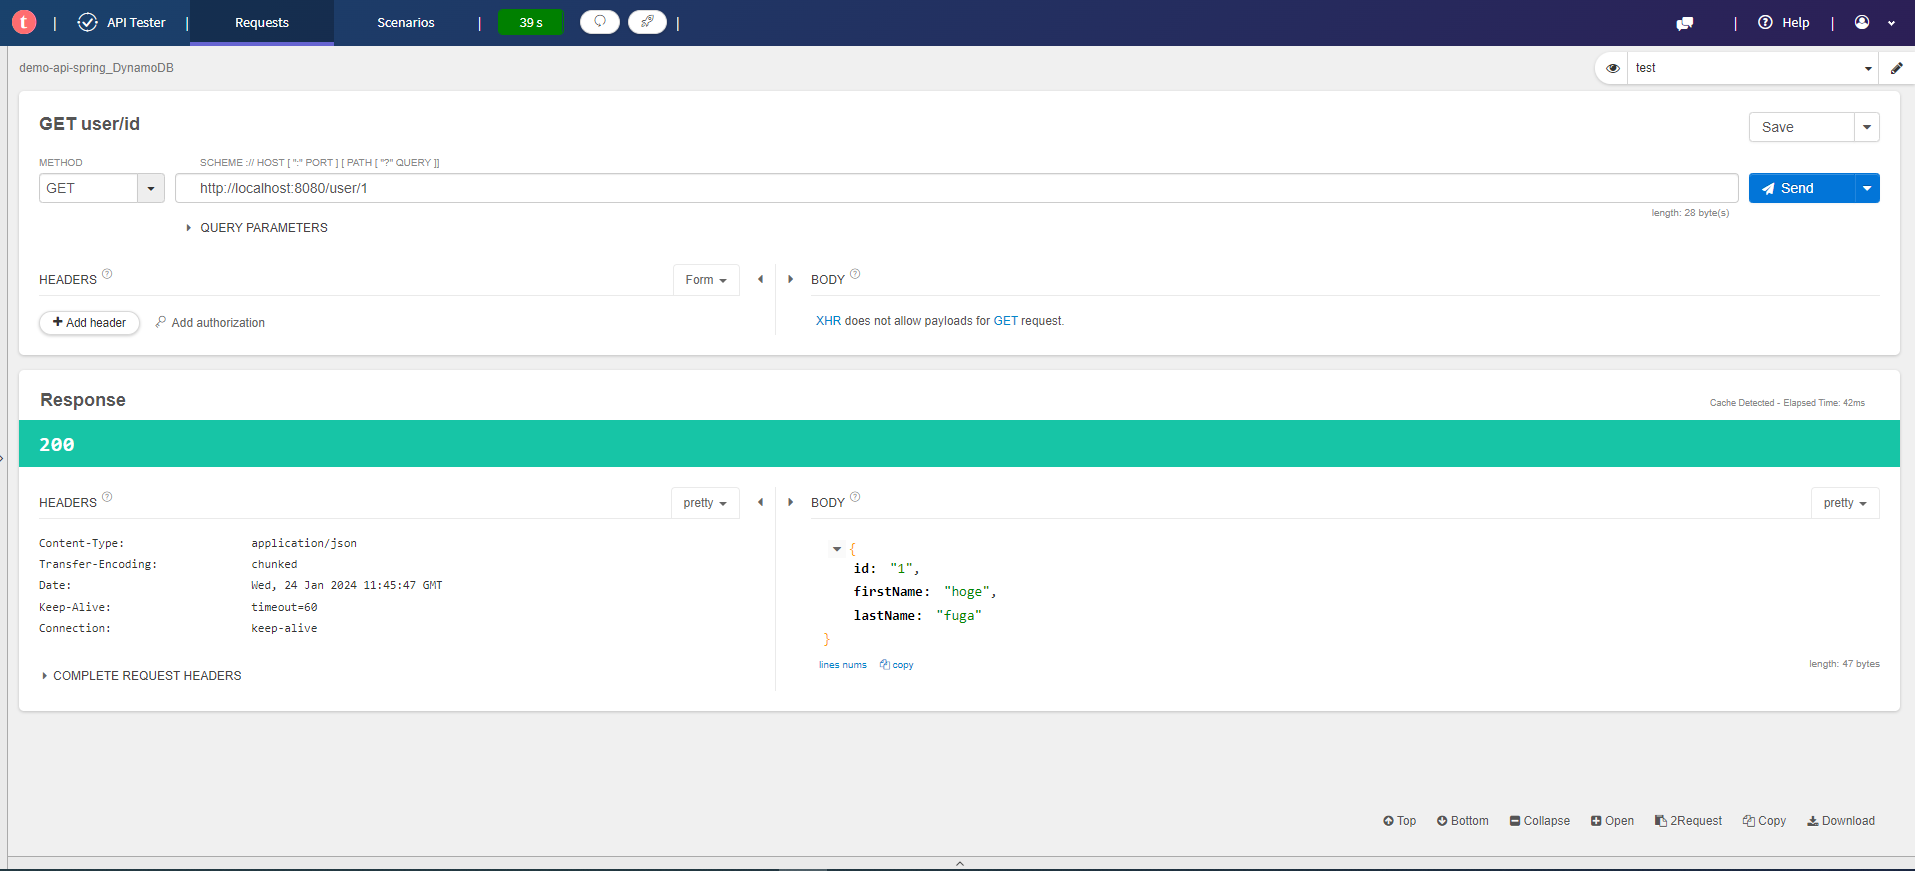 t | API Tester | Requests Scenarios | 39 s | | Help |
demo-api-spring_DynamoDB
test
GET user/id
Save
METHOD
SCHEME :// HOST [ ":" PORT ] [ PATH [ "?" QUERY ]]
GET
http://localhost:8080/user/1
Send
length: 28 byte(s)
QUERY PARAMETERS
HEADERS ?
Form
BODY ?
+ Add header
Add authorization
XHR does not allow payloads for GET request.
Response
Cache Detected - Elapsed Time: 42ms
200
HEADERS ?
pretty
BODY ?
pretty
Content-Type: application/json
Transfer-Encoding: chunked
Date: Wed, 24 Jan 2024 11:45:47 GMT
Keep-Alive: timeout=60
Connection: keep-alive
COMPLETE REQUEST HEADERS
{
id: "1",
firstName: "hoge",
lastName: "fuga"
}
lines nums copy
length: 47 bytes
Top Bottom Collapse Open 2Request Copy Download